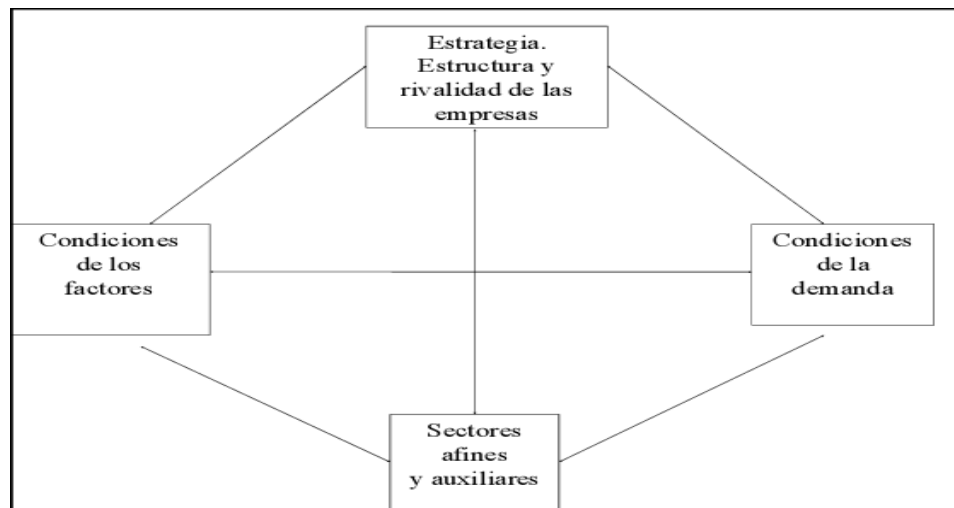 Estrategia.
Estructura y
rivalidad de las
empresas
Condiciones
de los
factores
Condiciones
de la
demanda
Sectores
afines
y auxiliares